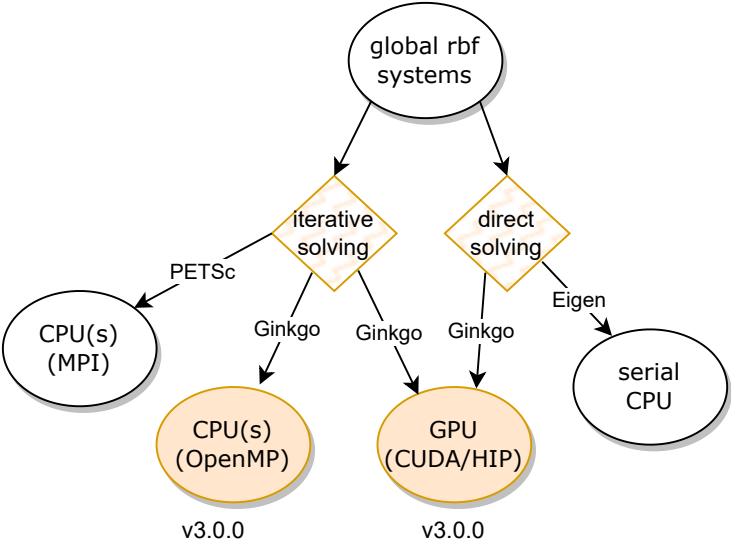 global rbf
systems
iterative
solving
direct
solving
PETSc
Eigen
Ginkgo
Ginkgo
Ginkgo
CPU(s)
(MPI)
serial
CPU
CPU(s)
(OpenMP)
GPU
(CUDA/HIP)
v3.0.0
v3.0.0